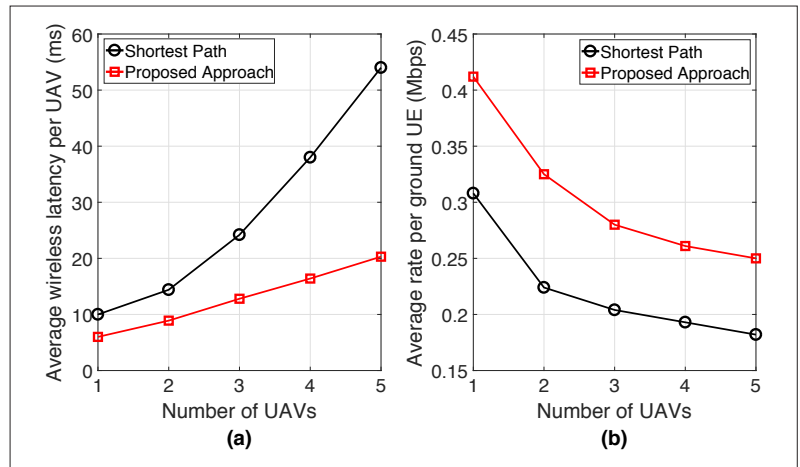 Average wireless latency per UAV (ms)
60
50
40
30
20
10
0
Shortest Path
Proposed Approach
1 2 3 4 5
Number of UAVs
(a)
Average rate per ground UE (Mbps)
0.45
0.4
0.35
0.3
0.25
0.2
0.15
Shortest Path
Proposed Approach
1 2 3 4 5
Number of UAVs
(b)